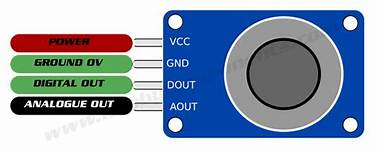 POWER VCC
GROUND 0V GND
DIGITAL OUT DOUT
ANALOGUE OUT AOUT